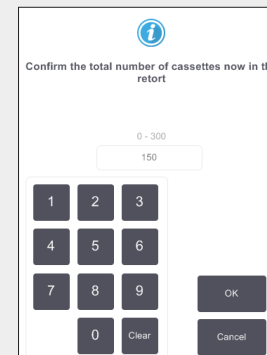 Confirm the total number of cassettes now in th
retort
0 - 300
150
1 2 3
4 5 6
7 8 9
OK
0 Clear
Cancel